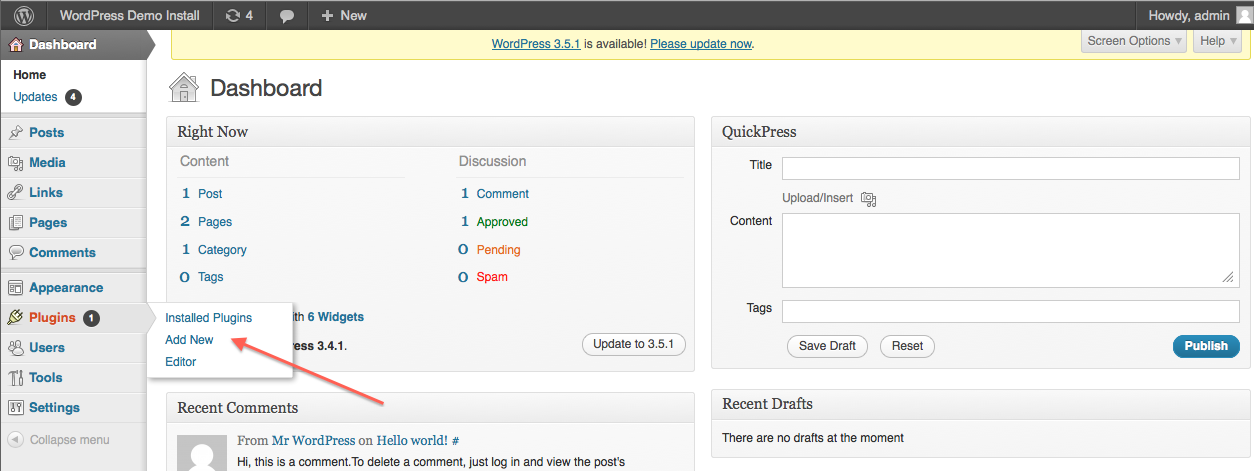 WordPress Demo Install 4 + New Howdy, admin
Dashboard
WordPress 3.5.1 is available! Please update now.
Screen Options Help
Home
Updates 4
Posts
Media
Links
Pages
Comments
Appearance
Plugins 1
Users
Tools
Settings
Collapse menu
Installed Plugins
Add New
Editor
Dashboard
Right Now
Content
1 Post
2 Pages
1 Category
0 Tags
Discussion
1 Comment
1 Approved
0 Pending
0 Spam
6 Widgets
3.4.1.
Update to 3.5.1
Recent Comments
From Mr WordPress on Hello world! #
Hi, this is a comment.To delete a comment, just log in and view the post's
QuickPress
Title
Upload/Insert
Content
Tags
Save Draft Reset Publish
Recent Drafts
There are no drafts at the moment